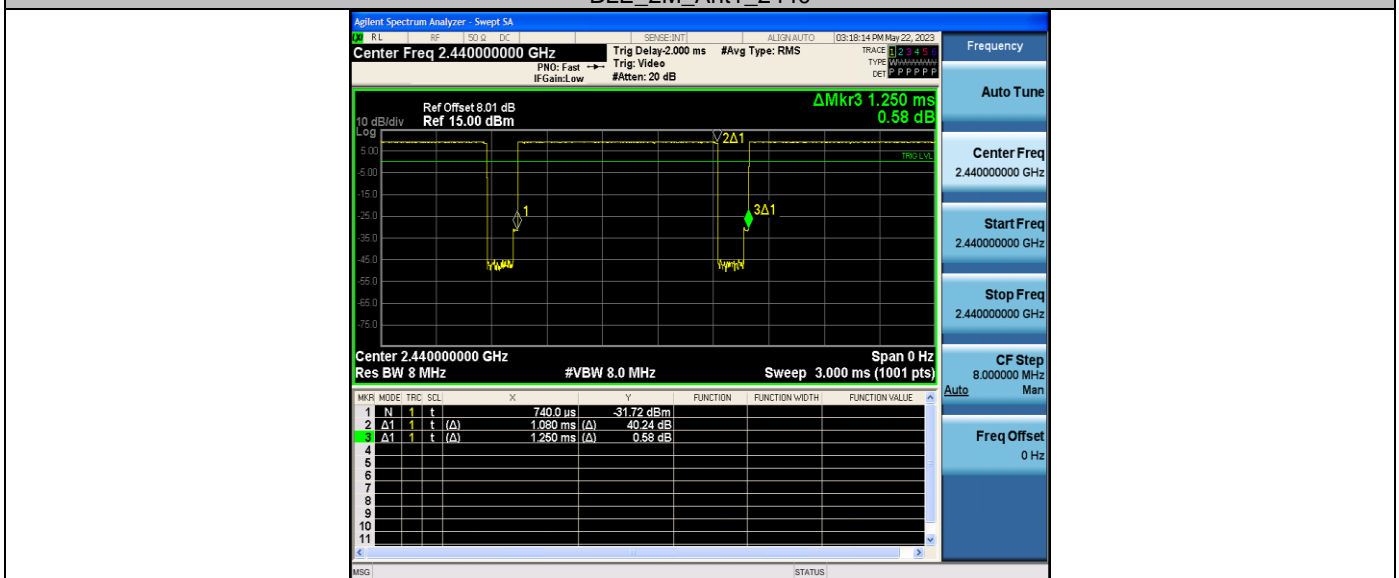 Agilent Spectrum Analyzer - Swept SA
RL RF 50 Ω DC SENSE:INT ALIGN AUTO 03:18:14 PM May 22, 2023
Center Freq 2.440000000 GHz
PNO: Fast
IFGain:Low
Trig Delay-2.000 ms
Trig: Video
#Atten: 20 dB
#Avg Type: RMS
TRACE 1 2 3 4 5 6
TYPE
DET P P P P P P
ΔMkr3 1.250 ms
0.58 dB
Ref Offset 8.01 dB
10 dB/div Ref 15.00 dBm
Log
5.00
-5.00
-15.0
-25.0
-35.0
-45.0
-55.0
-65.0
-75.0
2Δ1
TRIG LVL
1
3Δ1
Center 2.440000000 GHz Span 0 Hz
Res BW 8 MHz #VBW 8.0 MHz Sweep 3.000 ms (1001 pts)
MKR MODE TRC SCL X Y FUNCTION FUNCTION WIDTH FUNCTION VALUE
1 N 1 t 740.0 µs -31.72 dBm
2 Δ1 1 t (Δ) 1.080 ms (Δ) 40.24 dB
3 Δ1 1 t (Δ) 1.250 ms (Δ) 0.58 dB
4
5
6
7
8
9
10
11
MSG STATUS
Frequency
Auto Tune
Center Freq
2.440000000 GHz
Start Freq
2.440000000 GHz
Stop Freq
2.440000000 GHz
CF Step
8.000000 MHz
Auto Man
Freq Offset
0 Hz